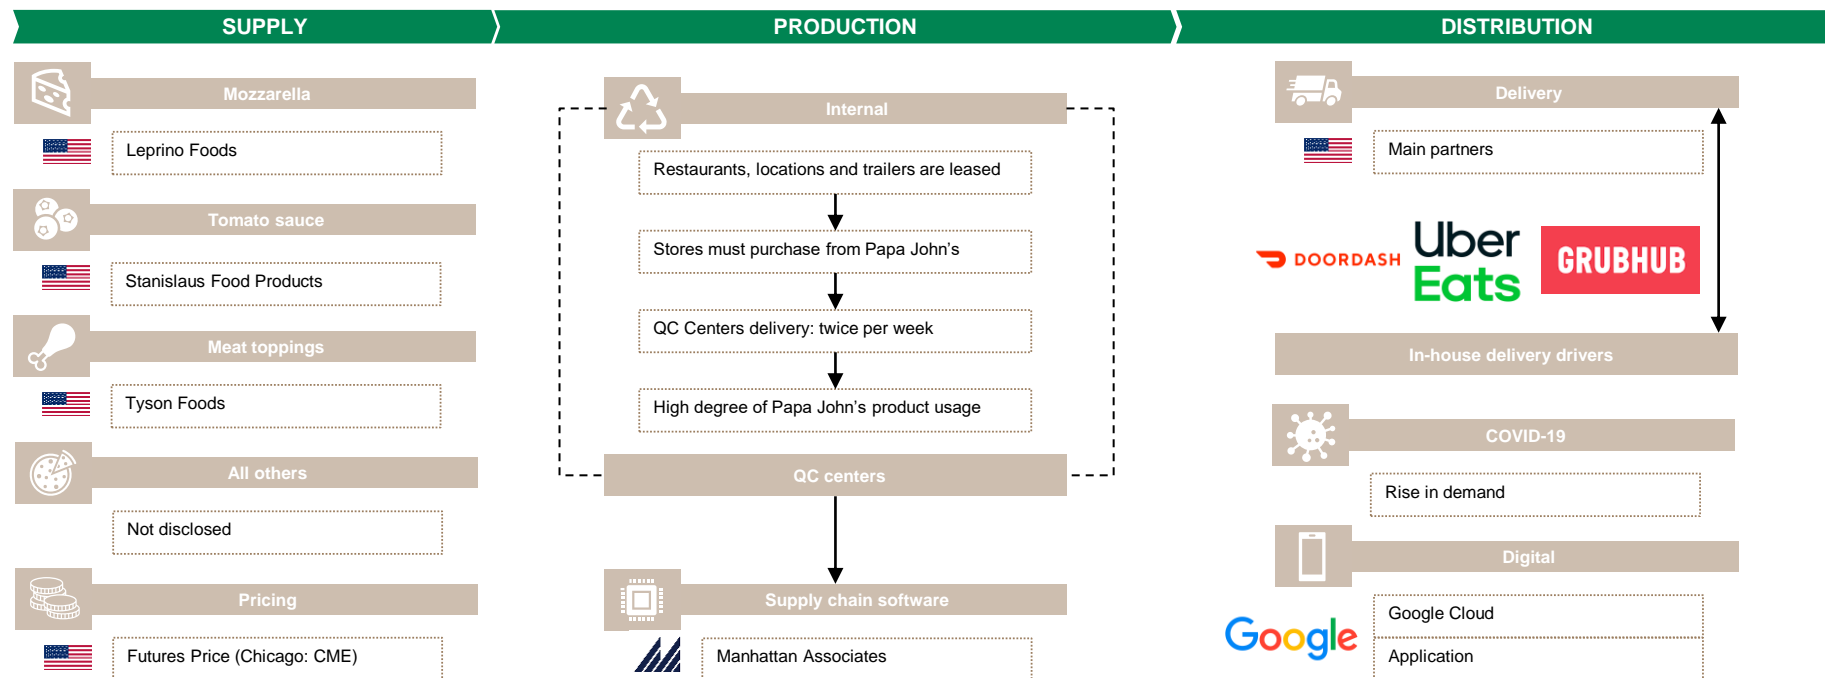 SUPPLY
PRODUCTION
DISTRIBUTION
Mozzarella
Leprino Foods
Tomato sauce
Stanislaus Food Products
Meat toppings
Tyson Foods
All others
Not disclosed
Pricing
Futures Price (Chicago: CME)
Internal
Restaurants, locations and trailers are leased
Stores must purchase from Papa John’s
QC Centers delivery: twice per week
High degree of Papa John’s product usage
QC centers
Supply chain software
Manhattan Associates
Delivery
Main partners
DOORDASH
Uber
Eats
GRUBHUB
In-house delivery drivers
COVID-19
Rise in demand
Digital
Google
Google Cloud
Application